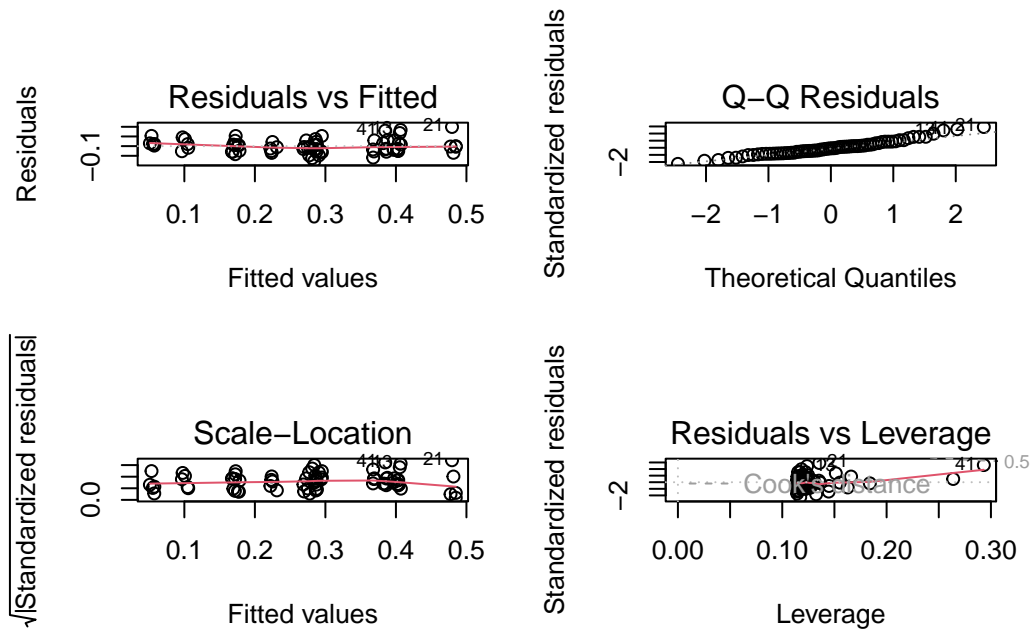 Residuals vs Fitted
Residuals
−0.1
41
13
21
0.1 0.2 0.3 0.4 0.5
Fitted values
Q−Q Residuals
Standardized residuals
−2
21
−2 −1 0 1 2
Theoretical Quantiles
Scale−Location
√|Standardized residuals|
0.0
41
13
21
0.1 0.2 0.3 0.4 0.5
Fitted values
Residuals vs Leverage
Standardized residuals
−2
21
41
0.5
Cook's distance
0.00 0.10 0.20 0.30
Leverage